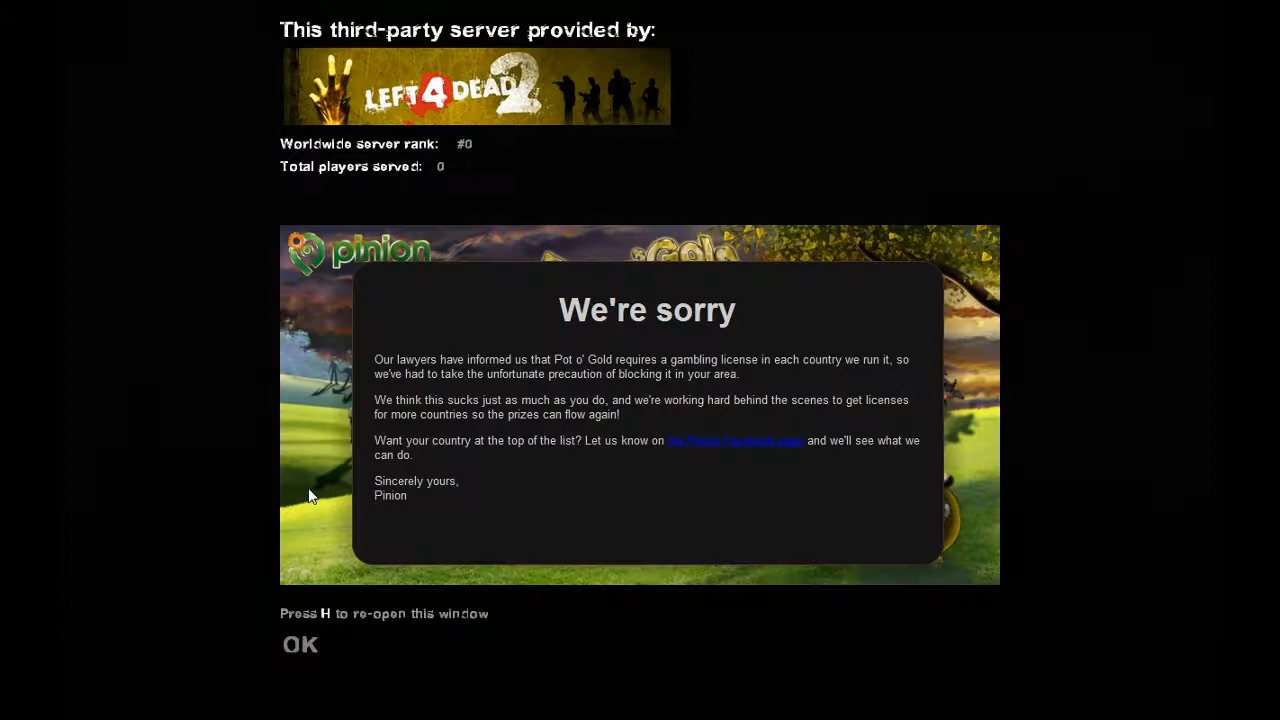 This third-party server provided by:
LEFT 4 DEAD 2
Worldwide server rank: #0
Total players served: 0
pinion
Gold
We're sorry
Our lawyers have informed us that Pot o' Gold requires a gambling license in each country we run it, so
we've had to take the unfortunate precaution of blocking it in your area.
We think this sucks just as much as you do, and we're working hard behind the scenes to get licenses
for more countries so the prizes can flow again!
Want your country at the top of the list? Let us know on the Pinion Facebook page and we'll see what we
can do.
Sincerely yours,
Pinion
Press H to re-open this window
OK